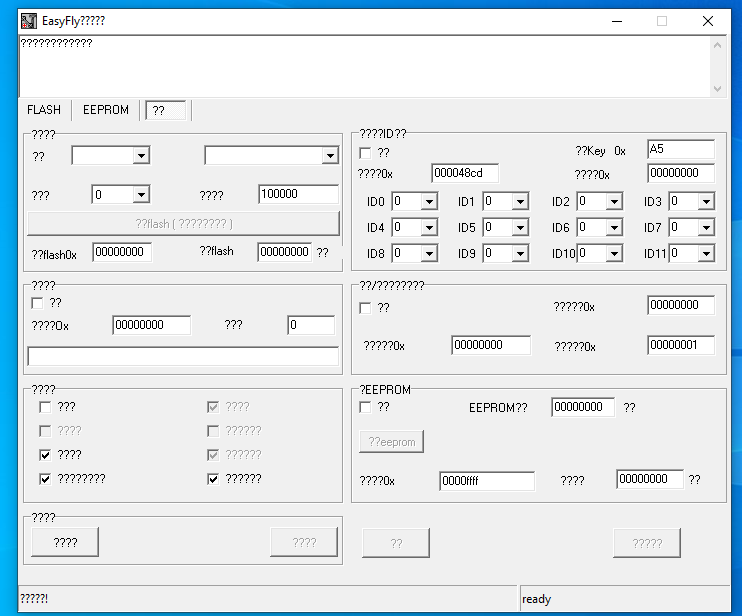 EasyFly?????
????????????
FLASH EEPROM ??
????
??
??? 0 ???? 100000
??flash ( ???????? )
??flash0x 00000000 ??flash 00000000 ??
????ID??
?? ??Key 0x A5
????0x 000048cd ????0x 00000000
ID0 0 ID1 0 ID2 0 ID3 0
ID4 0 ID5 0 ID6 0 ID7 0
ID8 0 ID9 0 ID10 0 ID11 0
????
??
????0x 00000000 ??? 0
??/????????
?? ?????0x 00000000
?????0x 00000000 ?????0x 00000001
????
??? ????
???? ??????
???? ??????
???????? ??????
?EEPROM
?? EEPROM?? 00000000 ??
??eeprom
????0x 0000ffff ???? 00000000 ??
????
???? ???? ?? ?????
?????! ready